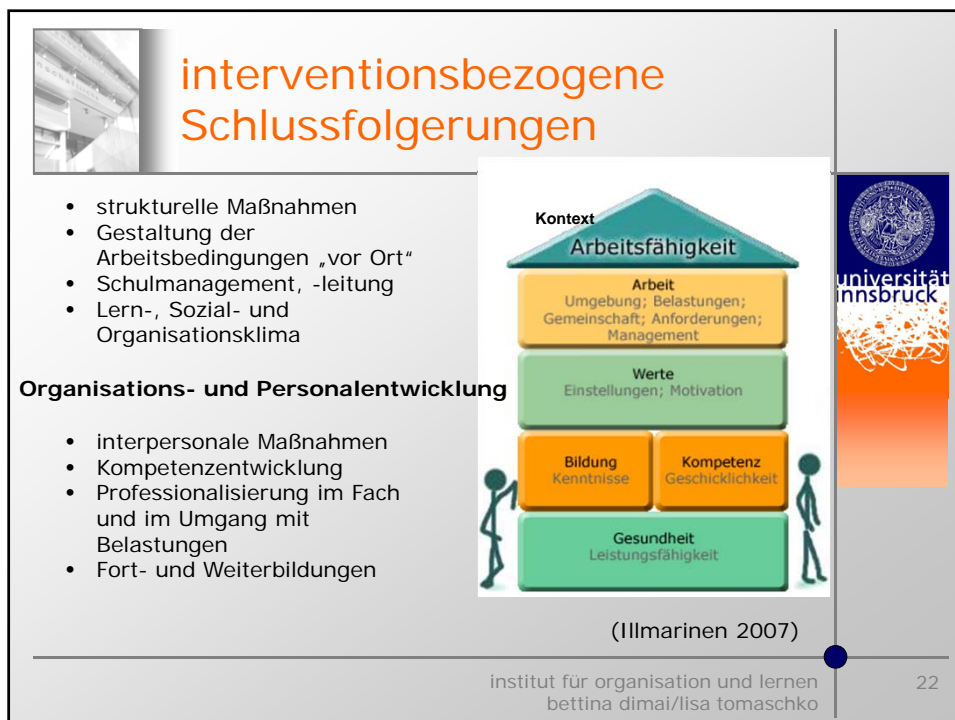 interventionsbezogene
Schlussfolgerungen
• strukturelle Maßnahmen
• Gestaltung der
Arbeitsbedingungen „vor Ort“
• Schulmanagement, -leitung
• Lern-, Sozial- und
Organisationsklima
Organisations- und Personalentwicklung
• interpersonale Maßnahmen
• Kompetenzentwicklung
• Professionalisierung im Fach
und im Umgang mit
Belastungen
• Fort- und Weiterbildungen
Kontext
Arbeitsfähigkeit
Arbeit
Umgebung; Belastungen;
Gemeinschaft; Anforderungen;
Management
Werte
Einstellungen; Motivation
Bildung
Kenntnisse
Kompetenz
Geschicklichkeit
Gesundheit
Leistungsfähigkeit
(Illmarinen 2007)
universität
innsbruck
institut für organisation und lernen
bettina dimai/lisa tomaschko
22